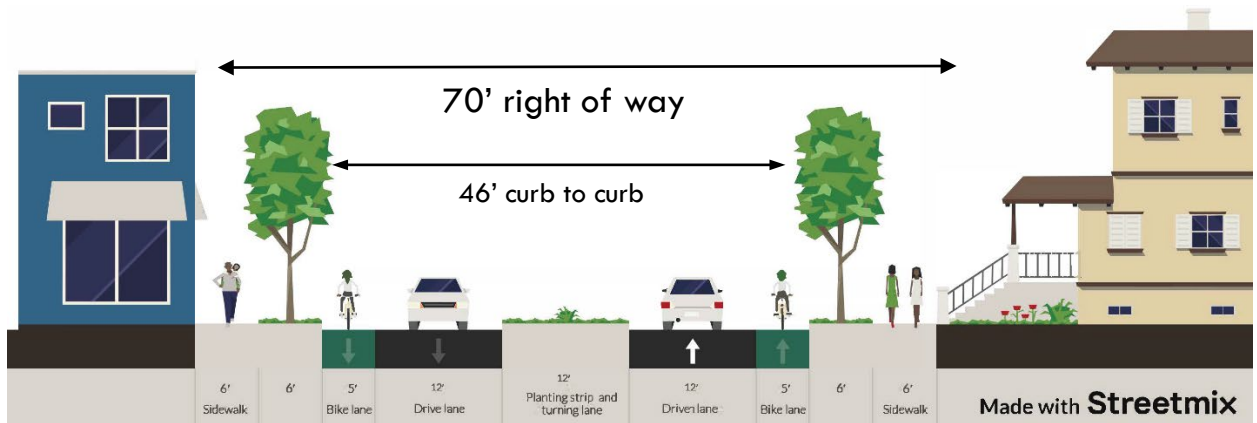 70’ right of way
46’ curb to curb
6’
Sidewalk
6’
5’
Bike lane
12’
Drive lane
12’
Planting strip and
turning lane
12’
Driveı lane
5’
Bike lane
6’
6’
Sidewalk
Made with Streetmix